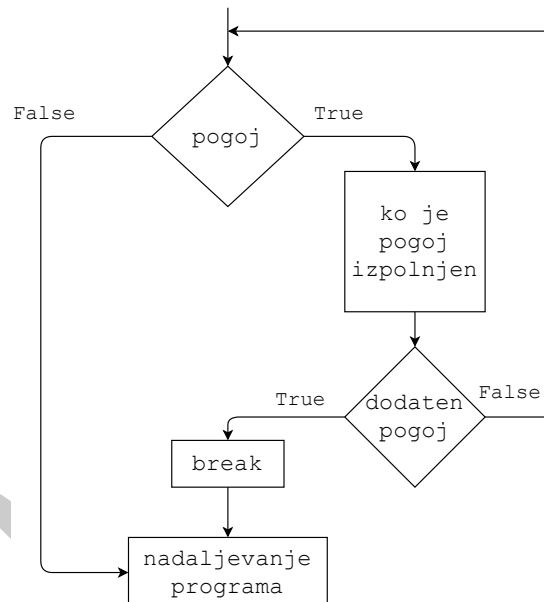 False
True
pogoj
ko je
pogoj
izpolnjen
True
False
dodaten
pogoj
break
nadaljevanje
programa